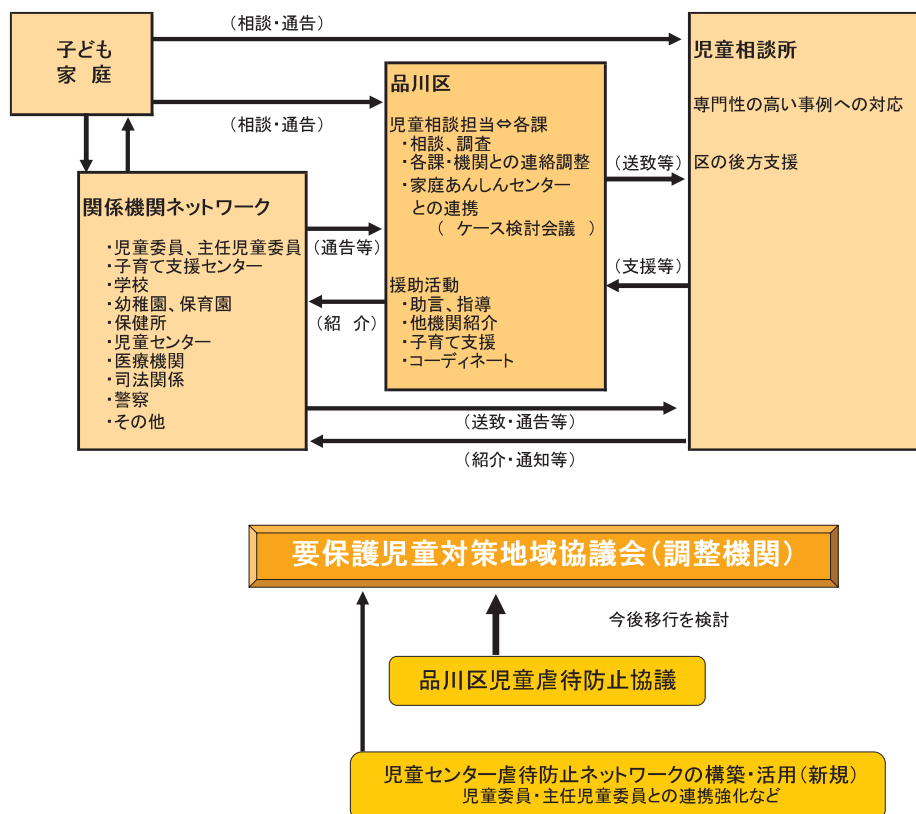 (相談・通告)
子ども
家 庭
児童相談所
専門性の高い事例への対応
区の後方支援
(相談・通告)
品川区
児童相談担当⇔各課
・相談、調査
・各課・機関との連絡調整
・家庭あんしんセンター
との連携
( ケース検討会議 )
援助活動
・助言、指導
・他機関紹介
・子育て支援
・コーディネート
(送致等)
(支援等)
関係機関ネットワーク
・児童委員、主任児童委員
・子育て支援センター
・学校
・幼稚園、保育園
・保健所
・児童センター
・医療機関
・司法関係
・警察
・その他
(通告等)
(紹 介)
(送致・通告等)
(紹介・通知等)
要保護児童対策地域協議会(調整機関)
今後移行を検討
品川区児童虐待防止協議
児童センター虐待防止ネットワークの構築・活用(新規)
児童委員・主任児童委員との連携強化など